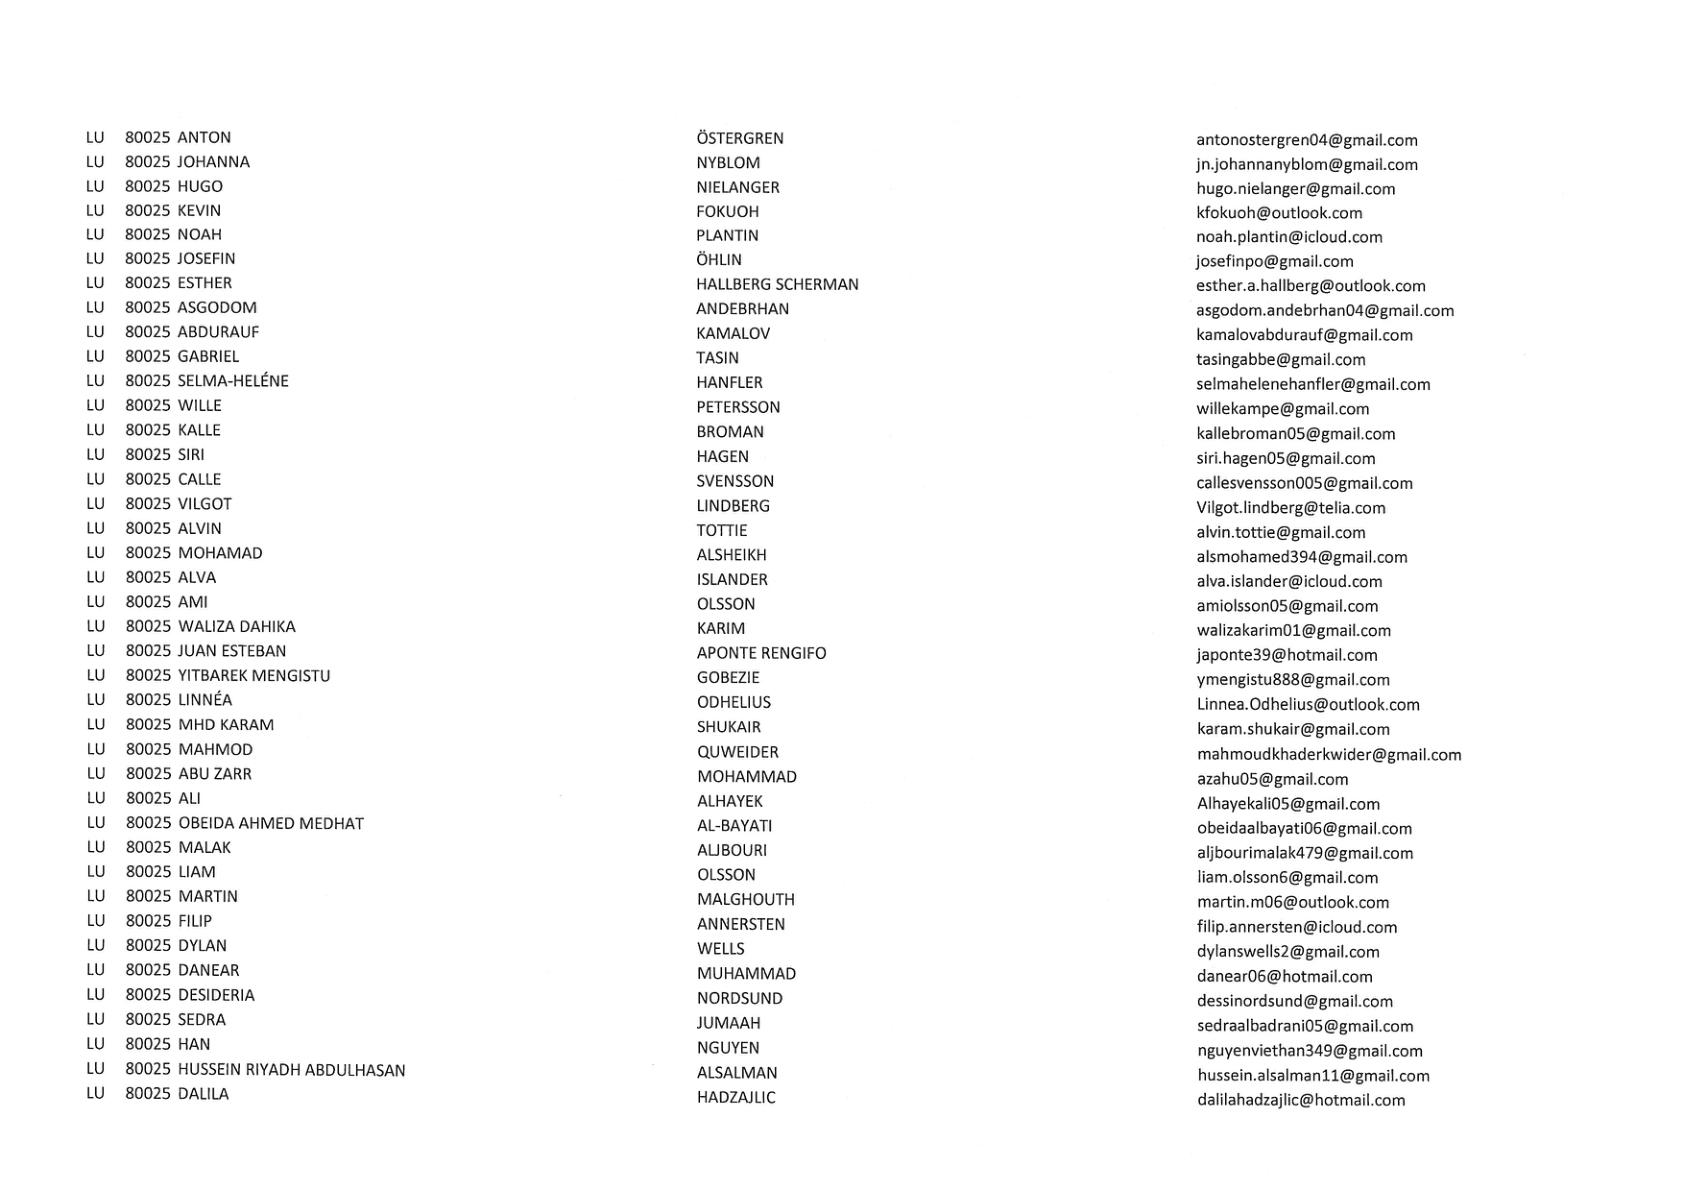 LU 80025 ANTON ÖSTERGREN antonostergren04@gmail.com
LU 80025 JOHANNA NYBLOM jn.johannanyblom@gmail.com
LU 80025 HUGO NIELANGER hugo.nielanger@gmail.com
LU 80025 KEVIN FOKUOH kfokuoh@outlook.com
LU 80025 NOAH PLANTIN noah.plantin@icloud.com
LU 80025 JOSEFIN ÖHLIN josefinpo@gmail.com
LU 80025 ESTHER HALLBERG SCHERMAN esther.a.hallberg@outlook.com
LU 80025 ASGODOM ANDEBRHAN asgodom.andebrhan04@gmail.com
LU 80025 ABDURAUF KAMALOV kamalovabdurauf@gmail.com
LU 80025 GABRIEL TASIN tasingabbe@gmail.com
LU 80025 SELMA-HELÉNE HANFLER selmahelenehanfler@gmail.com
LU 80025 WILLE PETERSSON willekampe@gmail.com
LU 80025 KALLE BROMAN kallebroman05@gmail.com
LU 80025 SIRI HAGEN siri.hagen05@gmail.com
LU 80025 CALLE SVENSSON callesvensson005@gmail.com
LU 80025 VILGOT LINDBERG Vilgot.lindberg@telia.com
LU 80025 ALVIN TOTTIE alvin.tottie@gmail.com
LU 80025 MOHAMAD ALSHEIKH alsmohamed394@gmail.com
LU 80025 ALVA ISLANDER alva.islander@icloud.com
LU 80025 AMI OLSSON amiolsson05@gmail.com
LU 80025 WALIZA DAHIKA KARIM walizakarim01@gmail.com
LU 80025 JUAN ESTEBAN APONTE RENGIFO japonte39@hotmail.com
LU 80025 YITBAREK MENGISTU GOBEZIE ymengistu888@gmail.com
LU 80025 LINNÉA ODHELIUS Linnea.Odhelius@outlook.com
LU 80025 MHD KARAM SHUKAIR karam.shukair@gmail.com
LU 80025 MAHMOD QUWEIDER mahmoudkhaderkwider@gmail.com
LU 80025 ABU ZARR MOHAMMAD azahu05@gmail.com
LU 80025 ALI ALHAYEK Alhayekali05@gmail.com
LU 80025 OBEIDA AHMED MEDHAT AL-BAYATI obeidaalbayati06@gmail.com
LU 80025 MALAK ALJBOURI aljbourimalak479@gmail.com
LU 80025 LIAM OLSSON liam.olsson6@gmail.com
LU 80025 MARTIN MALGHOUTH martin.m06@outlook.com
LU 80025 FILIP ANNERSTEN filip.annersten@icloud.com
LU 80025 DYLAN WELLS dylanswells2@gmail.com
LU 80025 DANEAR MUHAMMAD danear06@hotmail.com
LU 80025 DESIDERIA NORDSUND dessinordsund@gmail.com
LU 80025 SEDRA JUMAAH sedraalbadrani05@gmail.com
LU 80025 HAN NGUYEN nguyenviethan349@gmail.com
LU 80025 HUSSEIN RIYADH ABDULHASAN ALSALMAN hussein.alsalman11@gmail.com
LU 80025 DALILA HADZAJLIC dalilahadzajlic@hotmail.com